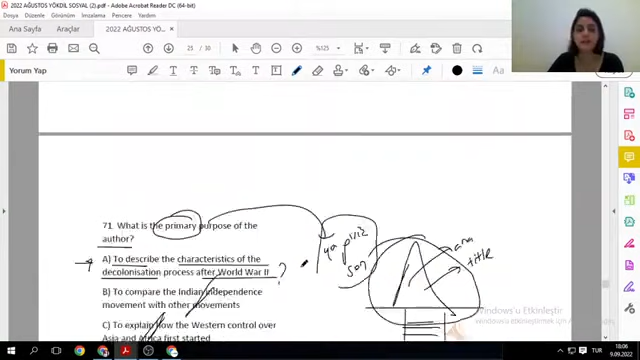 2022 AĞUSTOS YÖKDİL SOSYAL (2).pdf - Adobe Acrobat Reader DC (64-bit)
Dosya Düzenle Görünüm İmzalama Pencere Yardım
Ana Sayfa Araçlar 2022 AĞUSTOS YÖ... ×
25 / 30 %125
Yorum Yap
71. What is the primary purpose of the
author?
A) To describe the characteristics of the
decolonisation process after World War II
?
B) To compare the Indian independence
movement with other movements
C) To explain how the Western control over
Asia and Africa first started
ya
son
ana
title
Windows'u Etkinleştir
TUR
18:06
9.09.2022